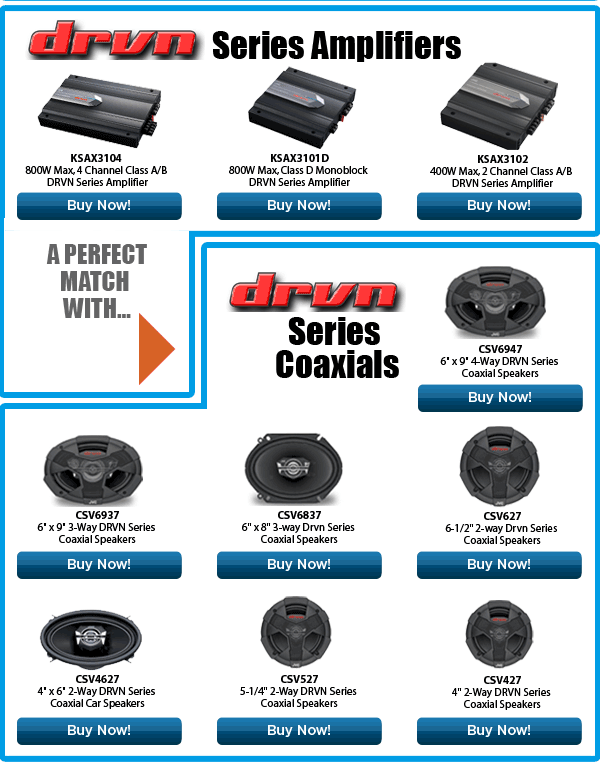 drvn Series Amplifiers
KSAX3104
800W Max, 4 Channel Class A/B
DRVN Series Amplifier
Buy Now!
KSAX3101D
800W Max, Class D Monoblock
DRVN Series Amplifier
Buy Now!
KSAX3102
400W Max, 2 Channel Class A/B
DRVN Series Amplifier
Buy Now!
A PERFECT
MATCH
WITH...
drvn
Series
Coaxials
CSV6947
6" x 9" 4-Way DRVN Series
Coaxial Speakers
Buy Now!
CSV6937
6" x 9" 3-Way DRVN Series
Coaxial Speakers
Buy Now!
CSV6837
6" x 8" 3-way Drvn Series
Coaxial Speakers
Buy Now!
CSV627
6-1/2" 2-way Drvn Series
Coaxial Speakers
Buy Now!
CSV4627
4" x 6" 2-Way DRVN Series
Coaxial Car Speakers
Buy Now!
CSV527
5-1/4" 2-Way DRVN Series
Coaxial Speakers
Buy Now!
CSV427
4" 2-Way DRVN Series
Coaxial Speakers
Buy Now!